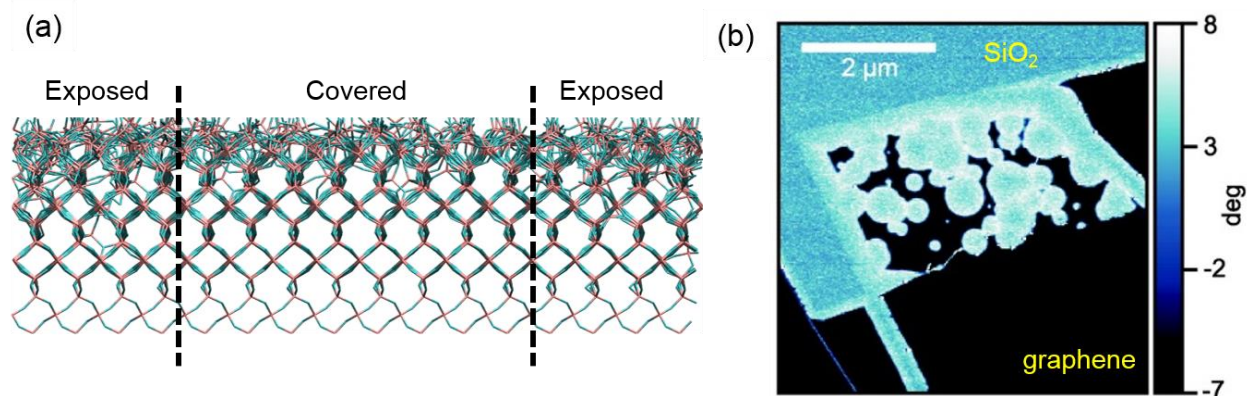 (a)
Exposed
Covered
Exposed
(b)
2 μm
SiO₂
graphene
8
3
-2
-7
deg